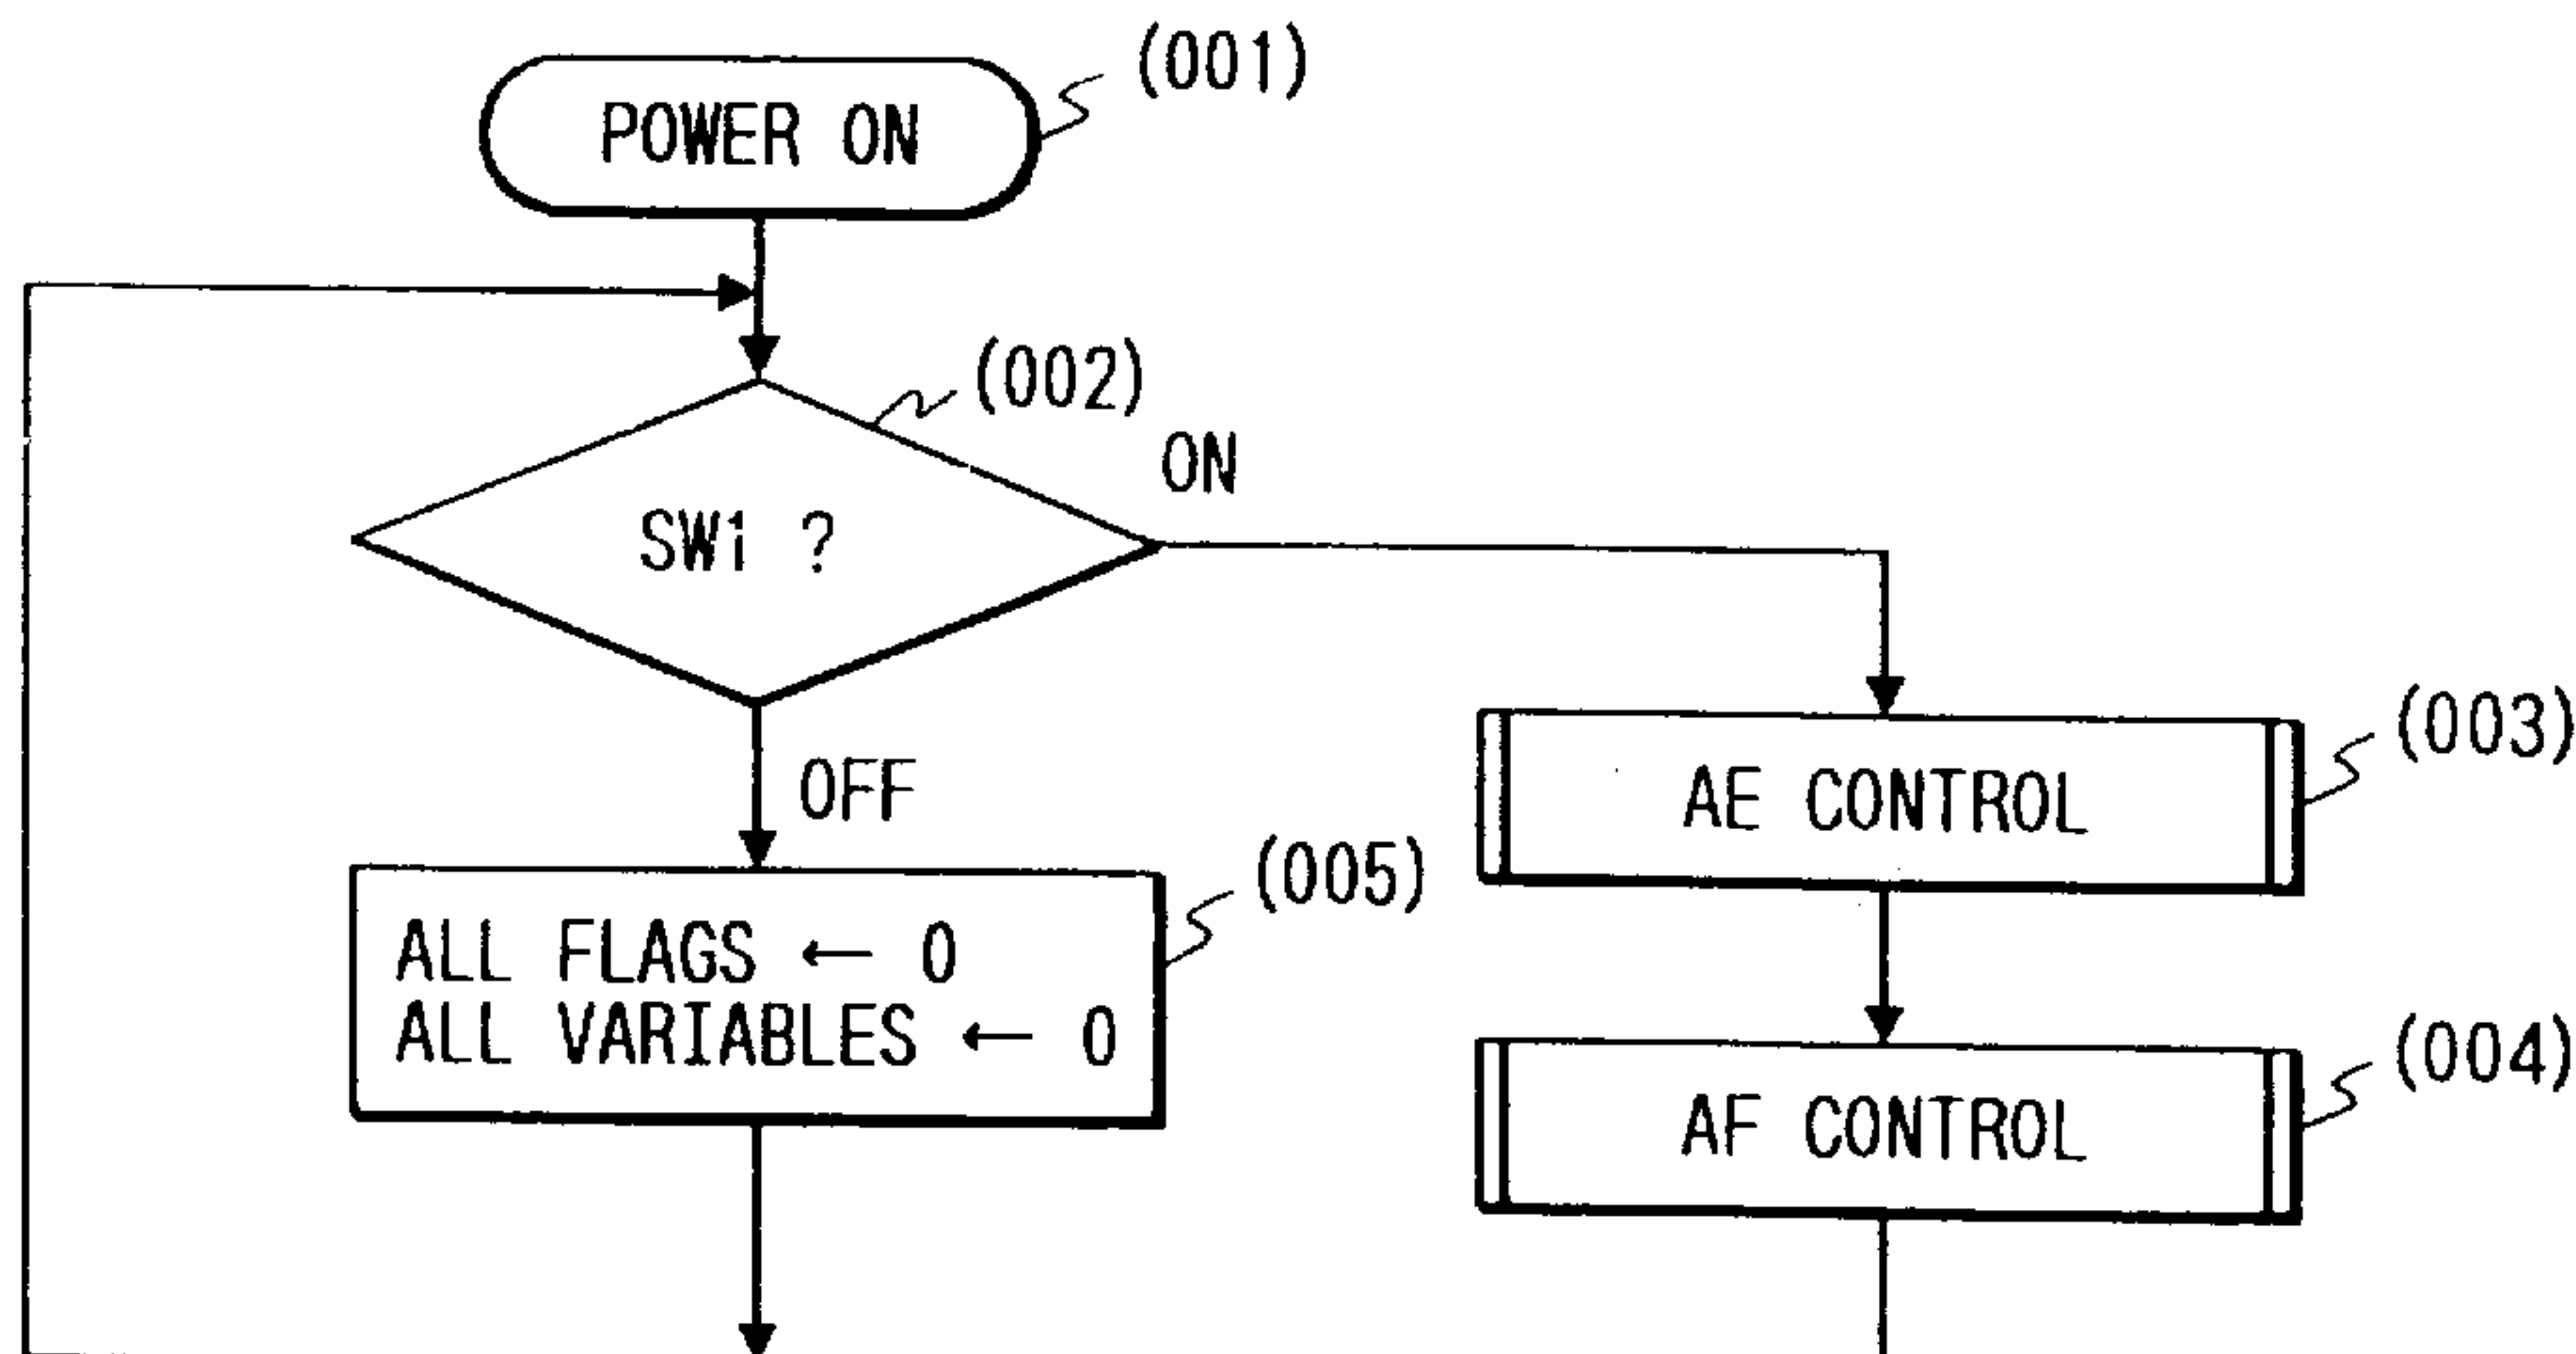 (001)
POWER ON
(002)
ON
SW1 ?
OFF
(003)
AE CONTROL
(005)
ALL FLAGS ← 0
ALL VARIABLES ← 0
(004)
AF CONTROL